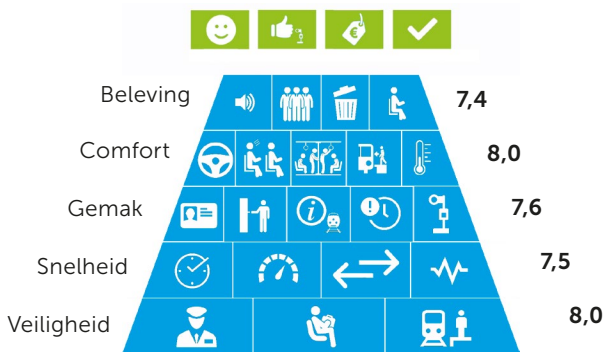 Beleving 7,4
Comfort 8,0
Gemak 7,6
Snelheid 7,5
Veiligheid 8,0